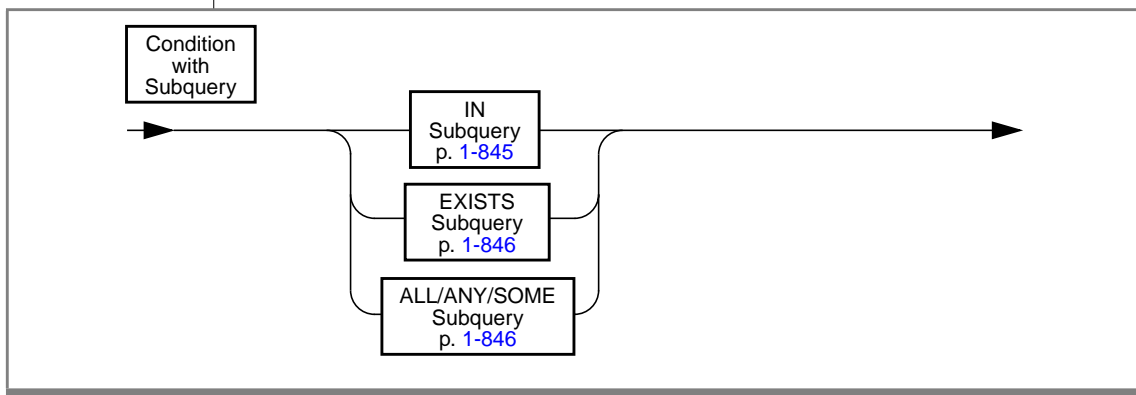 Condition
with
Subquery
IN
Subquery
p. 1-845
EXISTS
Subquery
p. 1-846
ALL/ANY/SOME
Subquery
p. 1-846